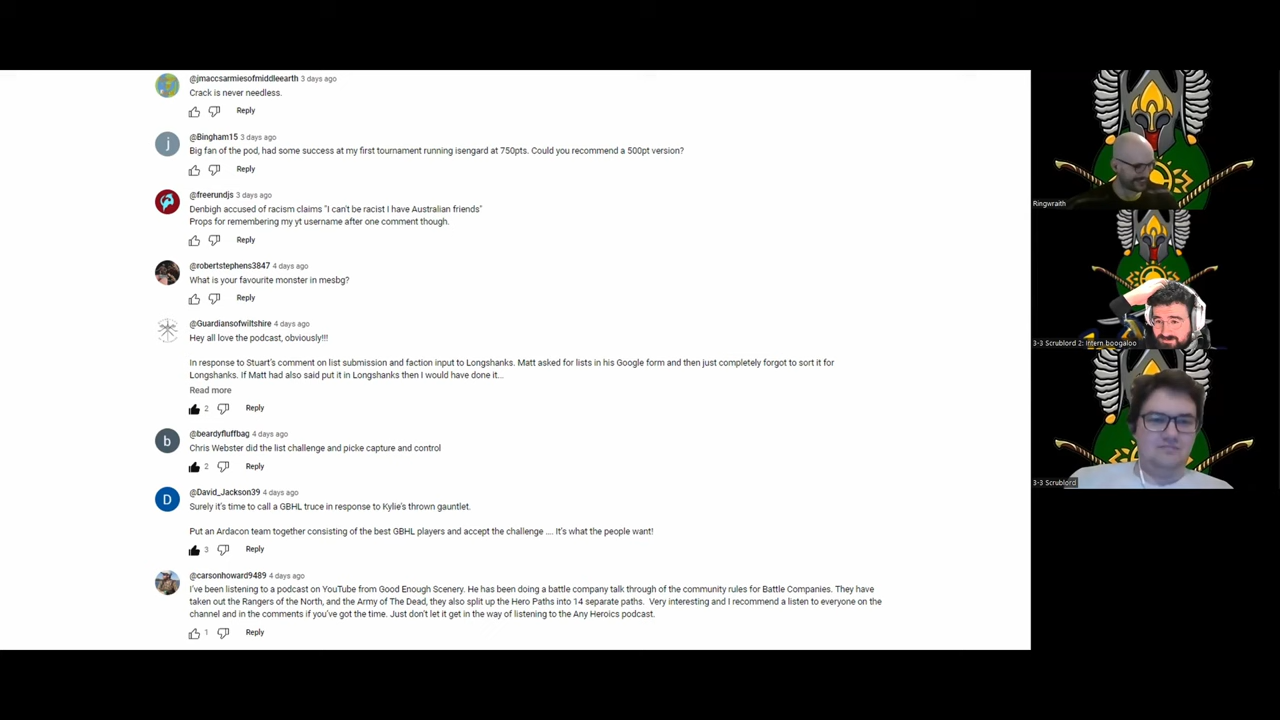 @jmaccsarmiesofmiddleearth 3 days ago
Crack is never needless.
Reply
@Bingham15 3 days ago
Big fan of the pod, had some success at my first tournament running isengard at 750pts. Could you recommend a 500pt version?
Reply
@freerundjs 3 days ago
Denbigh accused of racism claims "I can't be racist I have Australian friends"
Props for remembering my yt username after one comment though.
Reply
@robertstephens3847 4 days ago
What is your favourite monster in mesbg?
Reply
@Guardiansofwiltshire 4 days ago
Hey all love the podcast, obviously!!!
In response to Stuart's comment on list submission and faction input to Longshanks. Matt asked for lists in his Google form and then just completely forgot to sort it for
Longshanks. If Matt had also said put it in Longshanks then I would have done it...
Read more
2 Reply
@beardyfluffbag 4 days ago
Chris Webster did the list challenge and picke capture and control
2 Reply
@David_Jackson39 4 days ago
Surely it's time to call a GBHL truce in response to Kylie's thrown gauntlet.
Put an Ardacon team together consisting of the best GBHL players and accept the challenge .... It's what the people want!
3 Reply
@carsonhoward9489 4 days ago
I've been listening to a podcast on YouTube from Good Enough Scenery. He has been doing a battle company talk through of the community rules for Battle Companies. They have
taken out the Rangers of the North, and the Army of The Dead, they also split up the Hero Paths into 14 separate paths. Very interesting and I recommend a listen to everyone on the
channel and in the comments if you've got the time. Just don't let it get in the way of listening to the Any Heroics podcast.
1 Reply
j
b
D
Ringwraith
3-3 Scrublord 2: Intern boogaloo
3-3 Scrublord